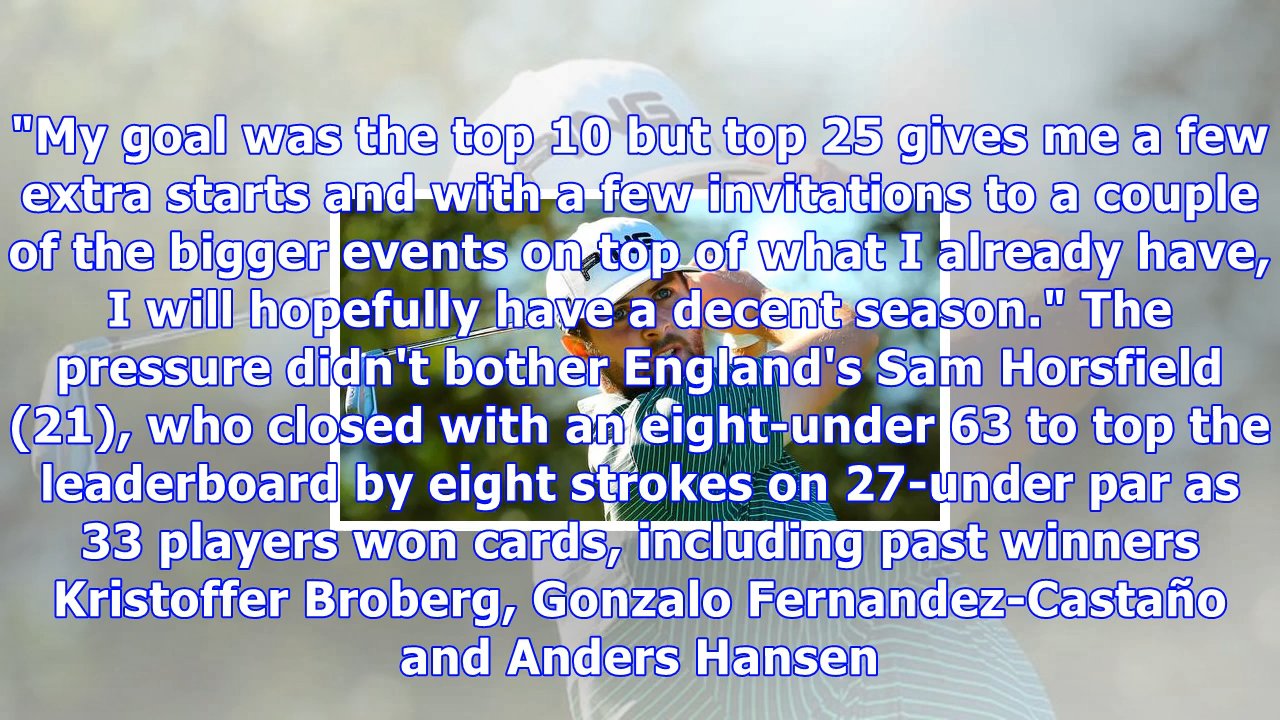 PING
PING
"My goal was the top 10 but top 25 gives me a few
extra starts and with a few invitations to a couple
of the bigger events on top of what I already have,
I will hopefully have a decent season." The
pressure didn't bother England's Sam Horsfield
(21), who closed with an eight-under 63 to top the
leaderboard by eight strokes on 27-under par as
33 players won cards, including past winners
Kristoffer Broberg, Gonzalo Fernandez-Castaño
and Anders Hansen